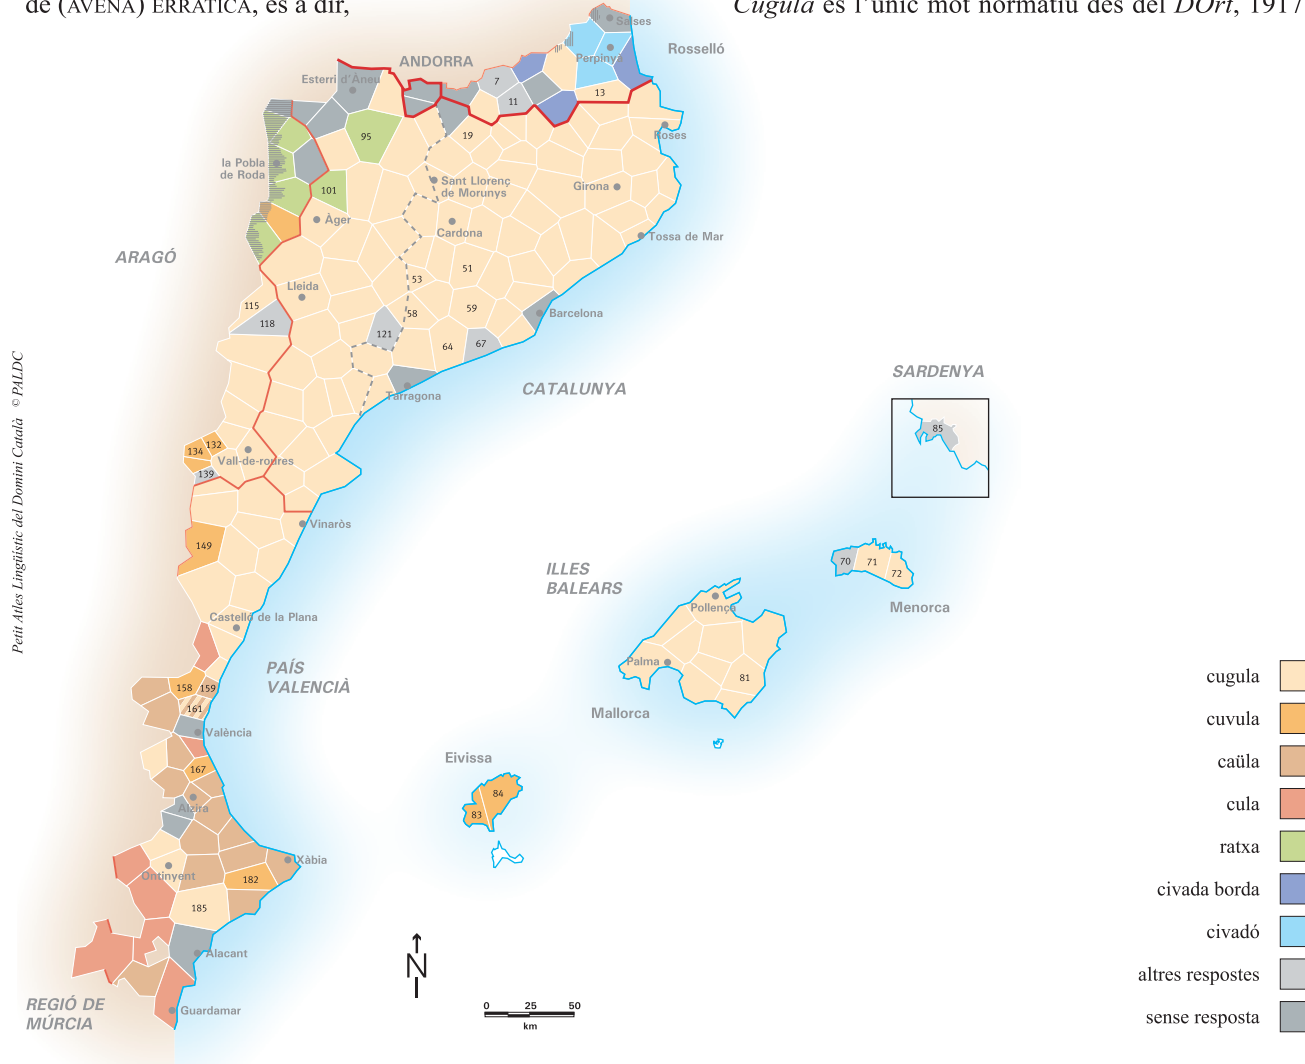 de (AVENA) ERRATICA, és a dir,
Cugula és l'únic mot normatiu des del DOrt, 1917
Salses
Rosselló
ANDORRA
Perpinyà
Esterri d'Àneu
7
11
13
95
19
Roses
la Pobla
de Roda
Sant Llorenç
de Morunys
101
Girona
Àger
Cardona
Tossa de Mar
ARAGÓ
51
53
Lleida
115
58
59
Barcelona
118
121
64
67
SARDENYA
CATALUNYA
Tarragona
85
132
134
Vall-de-roures
139
Petit Atles Lingüístic del Domini Català ©PALDC
Vinaròs
149
70
71
72
ILLES
BALEARS
Menorca
Pollença
Castelló de la Plana
Palma
81
PAÍS
VALENCIÀ
158
159
161
Mallorca
València
Eivissa
167
84
83
Alzira
Xàbia
Ontinyent
182
185
Alacant
N
REGIÓ DE
MÚRCIA
Guardamar
0 25 50
km
cugula
cuvula
caüla
cula
ratxa
civada borda
civadó
altres respostes
sense resposta